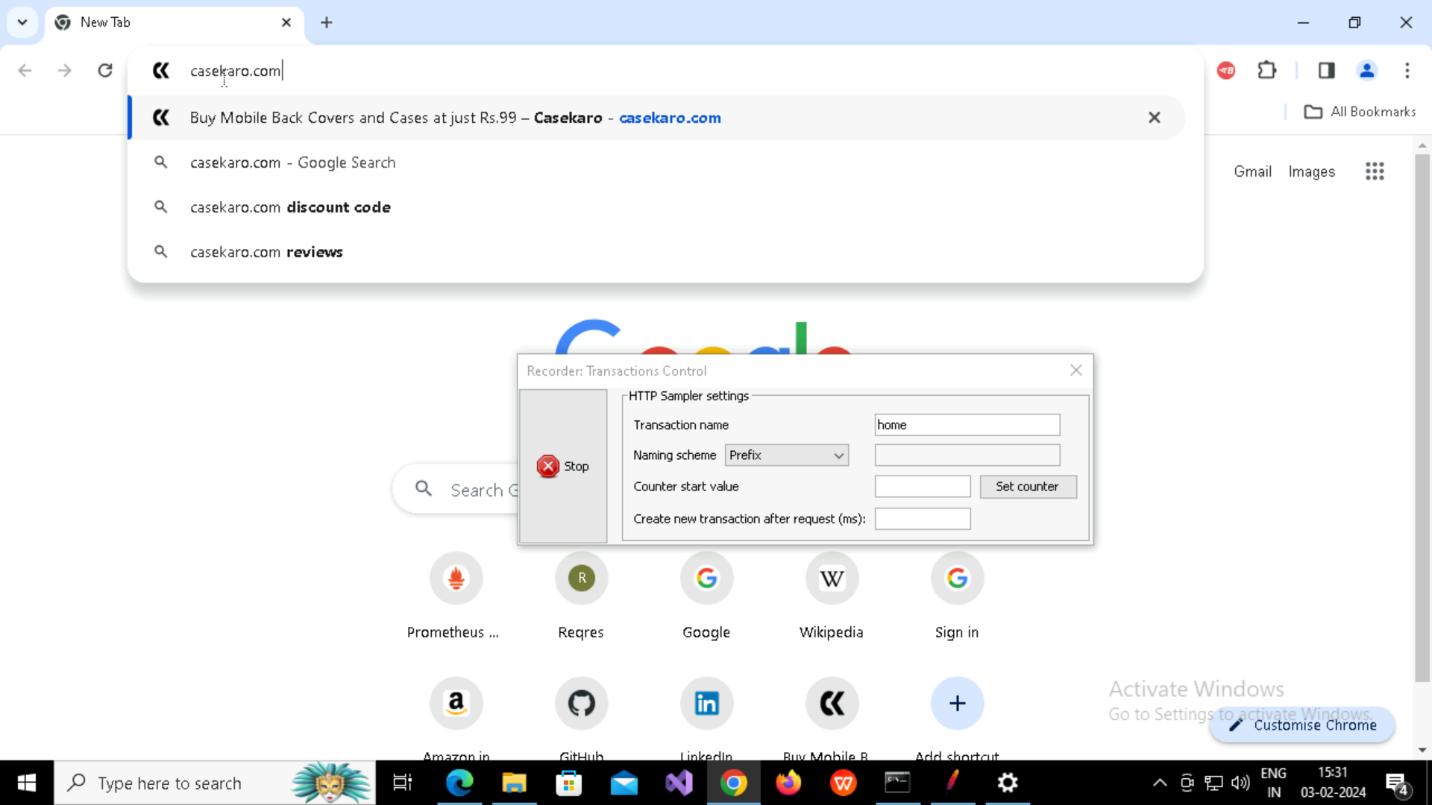 New Tab
casekaro.com
Buy Mobile Back Covers and Cases at just Rs.99 – Casekaro - casekaro.com
casekaro.com - Google Search
casekaro.com discount code
casekaro.com reviews
All Bookmarks
Gmail Images
Recorder: Transactions Control
HTTP Sampler settings
Transaction name home
Naming scheme Prefix
Counter start value Set counter
Create new transaction after request (ms):
Stop
Search G
Prometheus ... Reqres Google Wikipedia Sign in
Amazon.in GitHub LinkedIn Buy Mobile B Add shortcut
Activate Windows
Go to Settings to activate Windows.
Customise Chrome
Type here to search
ENG
IN
15:31
03-02-2024
4